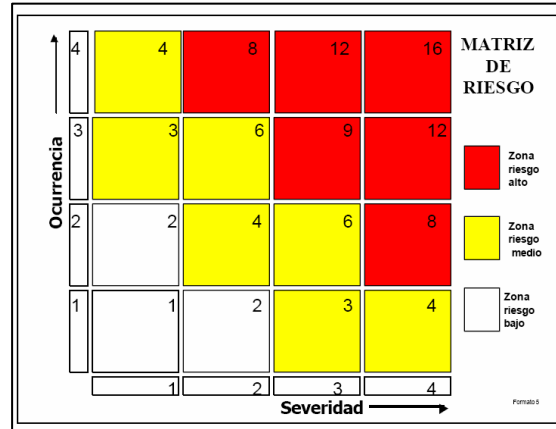 MATRIZ
DE
RIESGO
Ocurrencia
4
4
8
12
16
3
3
6
9
12
2
2
4
6
8
1
1
2
3
4
1
2
3
4
Severidad
Zona
riesgo
alto
Zona
riesgo
medio
Zona
riesgo
bajo
Formato 5